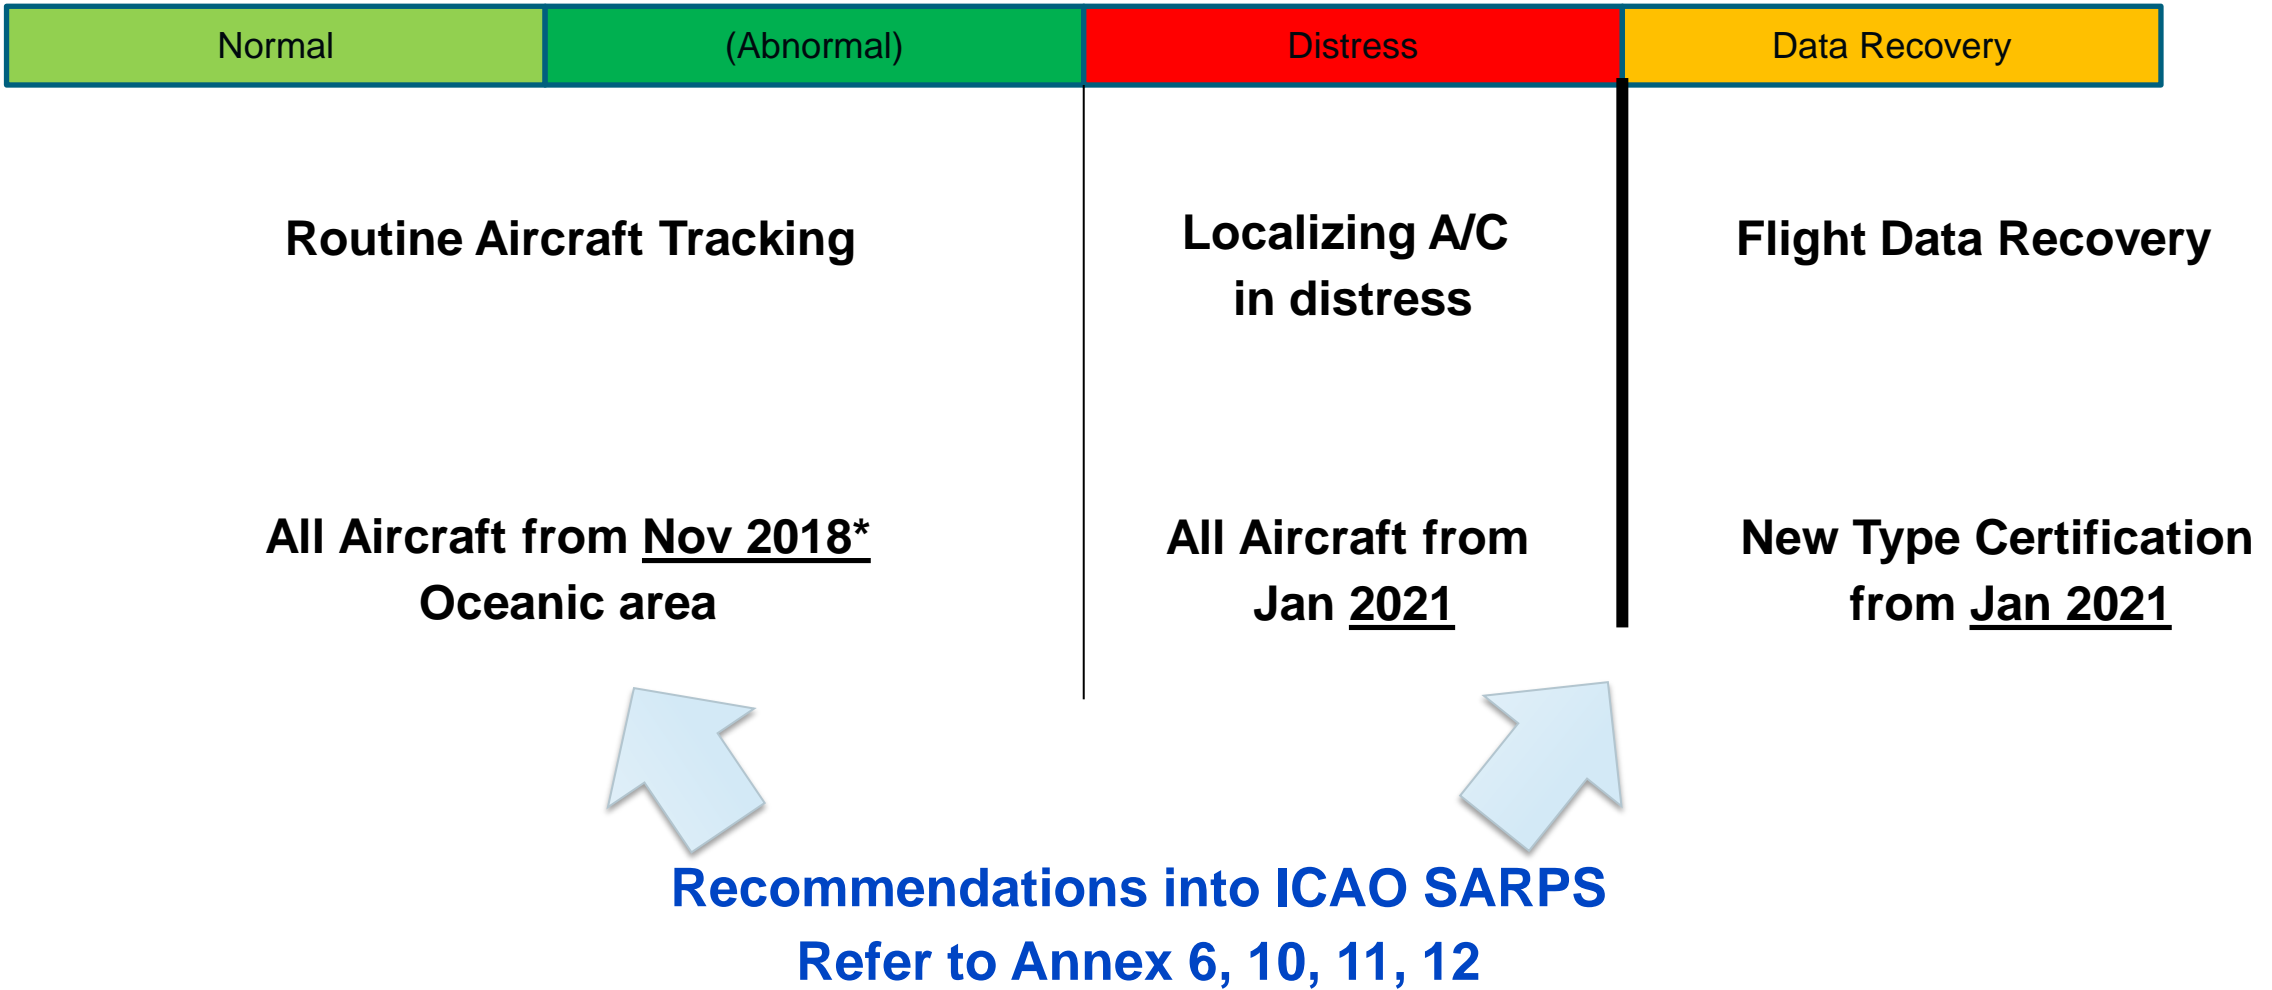 Normal
(Abnormal)
Distress
Data Recovery
Routine Aircraft Tracking
Localizing A/C
in distress
Flight Data Recovery
All Aircraft from Nov 2018*
Oceanic area
All Aircraft from
Jan 2021
New Type Certification
from Jan 2021
Recommendations into ICAO SARPS
Refer to Annex 6, 10, 11, 12